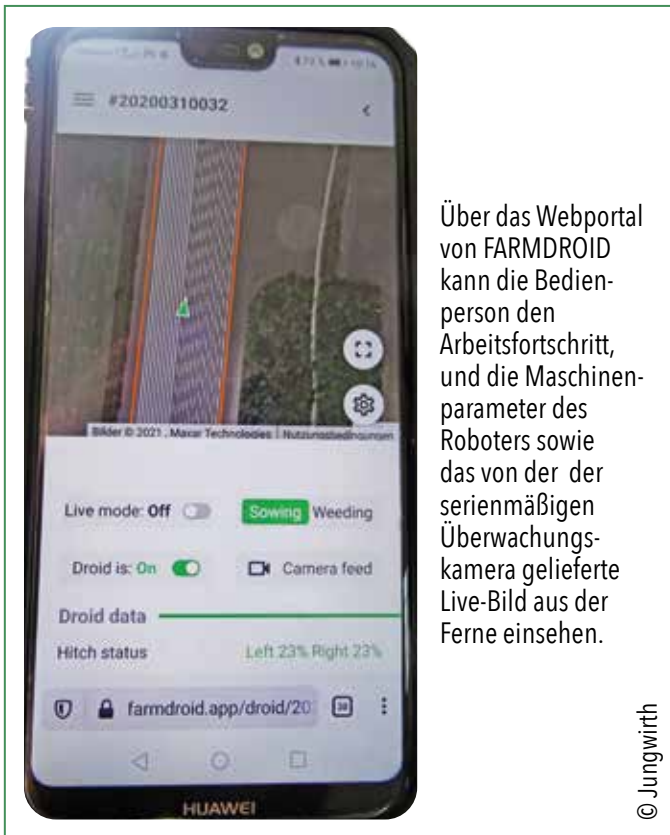 #20200310032
Bilder © 2021 , Maxar Technologies | Nutzungsbedingungen
Live mode: Off
Sowing Weeding
Droid is: On
Camera feed
Droid data
Hitch status
Left 23% Right 23%
farmdroid.app/droid/20
HUAWEI
Über das Webportal
von FARMDROID
kann die Bedien-
person den
Arbeitsfortschritt,
und die Maschinen-
parameter des
Roboters sowie
das von der  der
serienmäßigen
Überwachungs-
kamera gelieferte
Live-Bild aus der
Ferne einsehen.
© Jungwirth